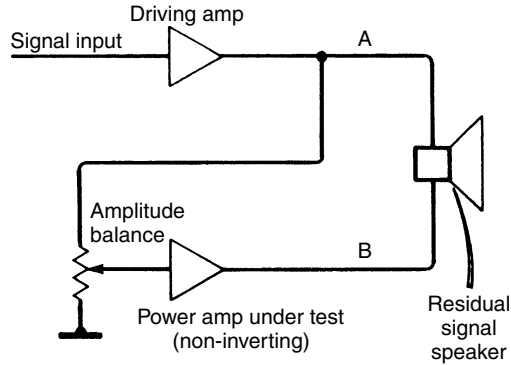 Driving amp
Signal input
A
Amplitude
balance
B
Power amp under test
(non-inverting)
Residual
signal
speaker